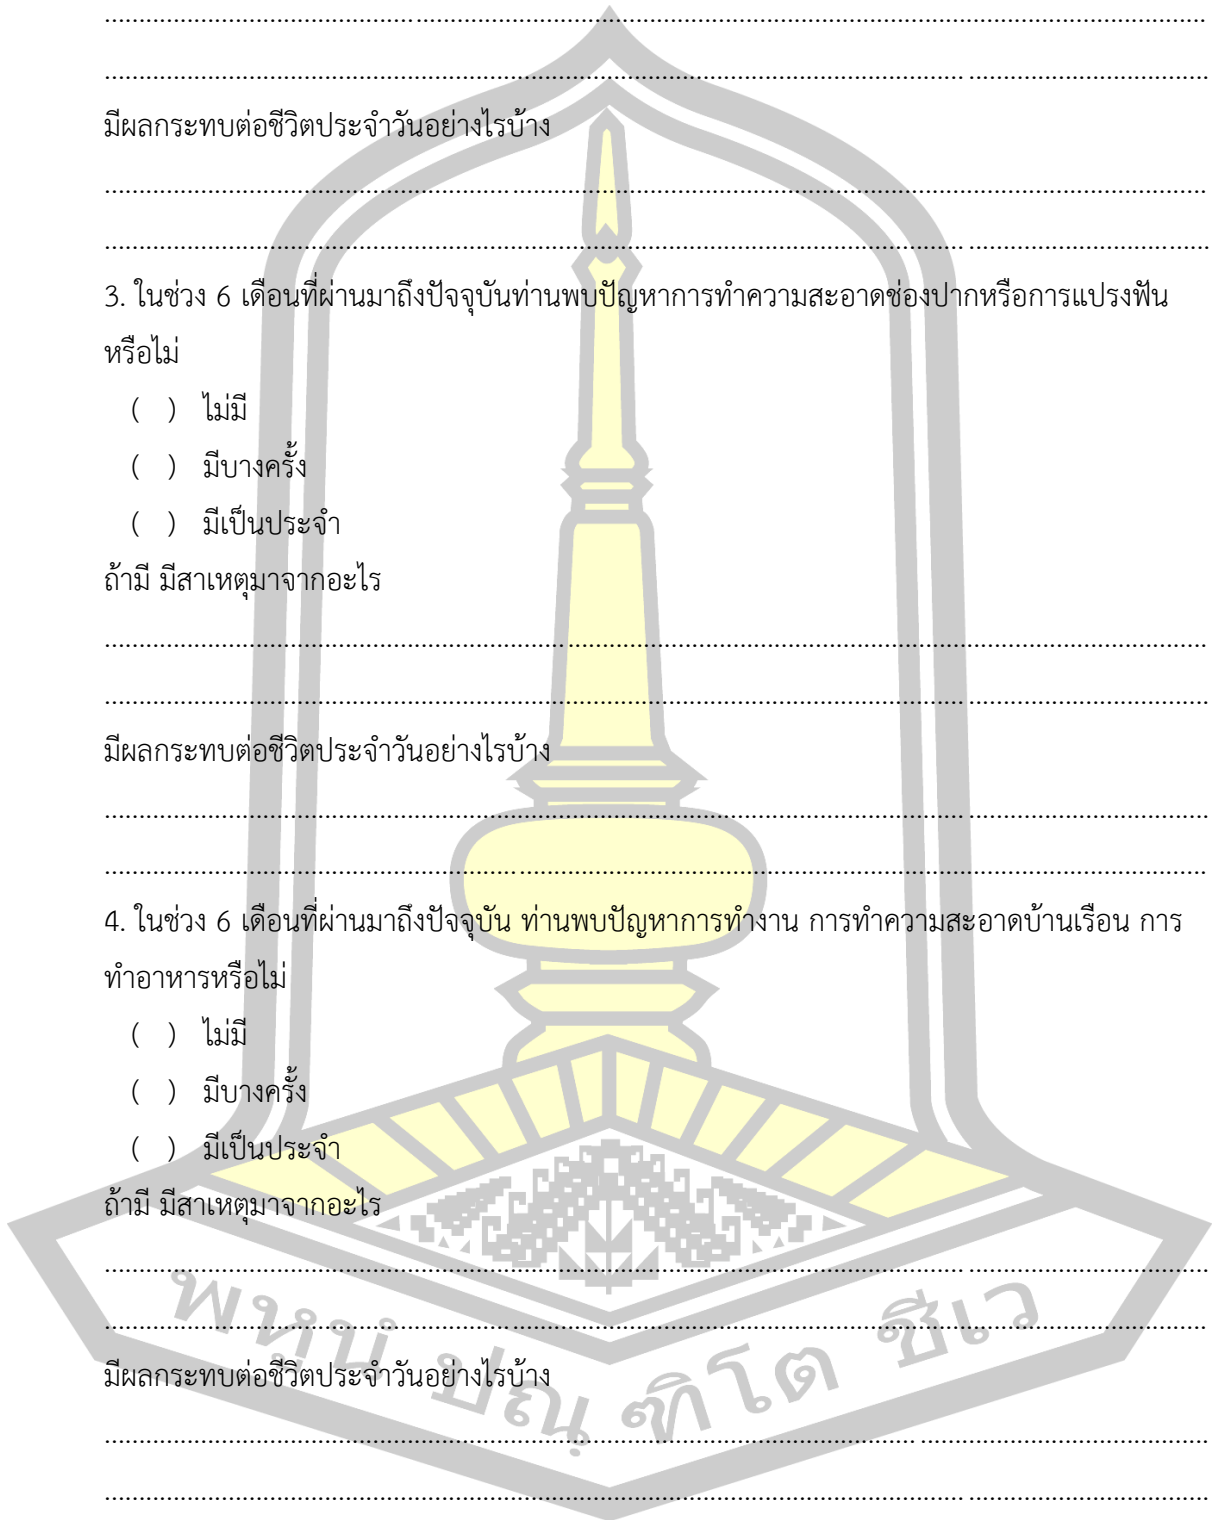 ........................................................................................................................
........................................................................................................................
มีผลกระทบต่อชีวิตประจำวันอย่างไรบ้าง
........................................................................................................................
........................................................................................................................
3. ในช่วง 6 เดือนที่ผ่านมาถึงปัจจุบันท่านพบปัญหาการทำความสะอาดช่องปากหรือการแปรงฟัน
หรือไม่
( ) ไม่มี
( ) มีบางครั้ง
( ) มีเป็นประจำ
ถ้ามี มีสาเหตุมาจากอะไร
........................................................................................................................
........................................................................................................................
มีผลกระทบต่อชีวิตประจำวันอย่างไรบ้าง
........................................................................................................................
........................................................................................................................
4. ในช่วง 6 เดือนที่ผ่านมาถึงปัจจุบัน ท่านพบปัญหาการทำงาน การทำความสะอาดบ้านเรือน การ
ทำอาหารหรือไม่
( ) ไม่มี
( ) มีบางครั้ง
( ) มีเป็นประจำ
ถ้ามี มีสาเหตุมาจากอะไร
........................................................................................................................
........................................................................................................................
มีผลกระทบต่อชีวิตประจำวันอย่างไรบ้าง
........................................................................................................................
........................................................................................................................
พหูนํ ปณฺฑิโต ชีเว